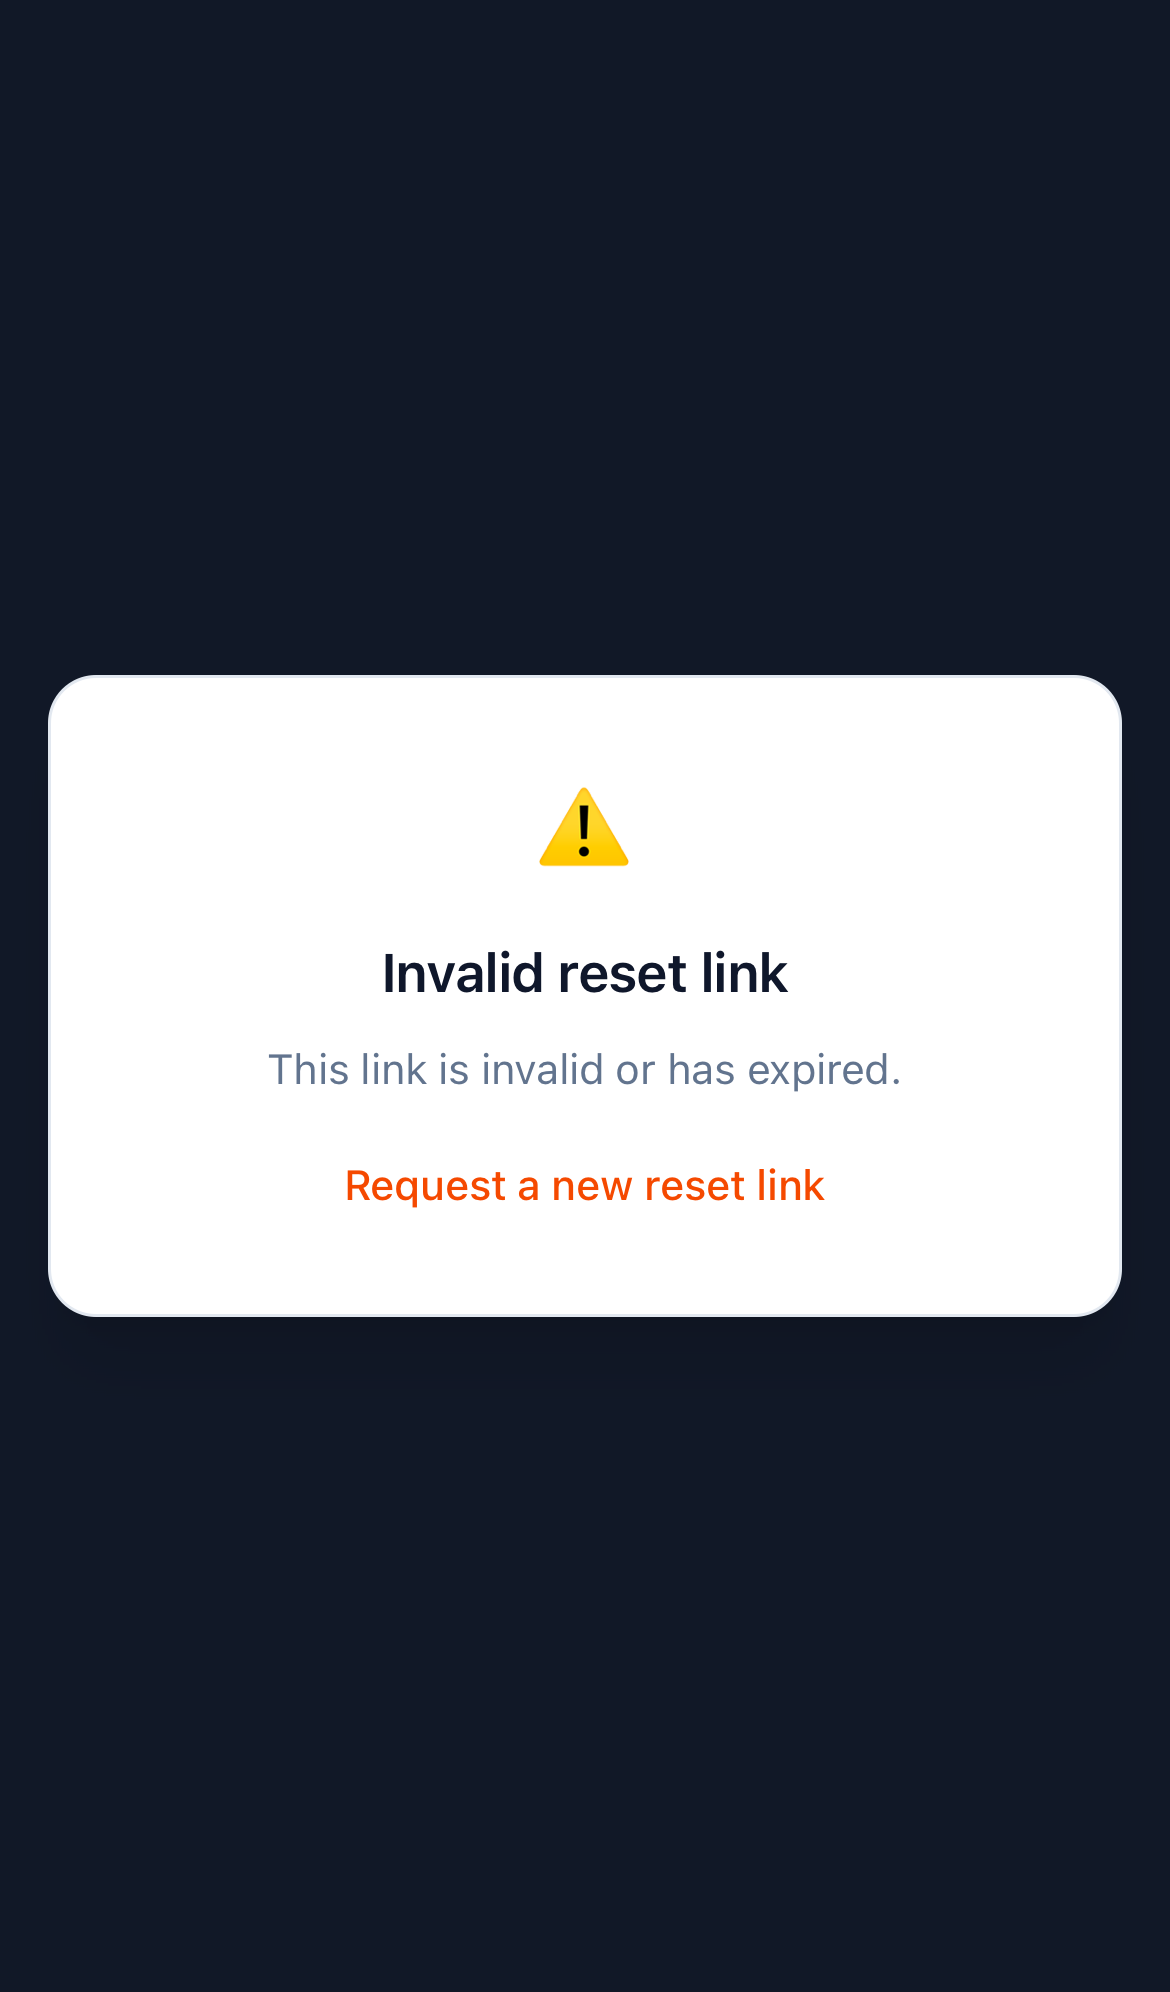 Invalid reset link
This link is invalid or has expired.
Request a new reset link